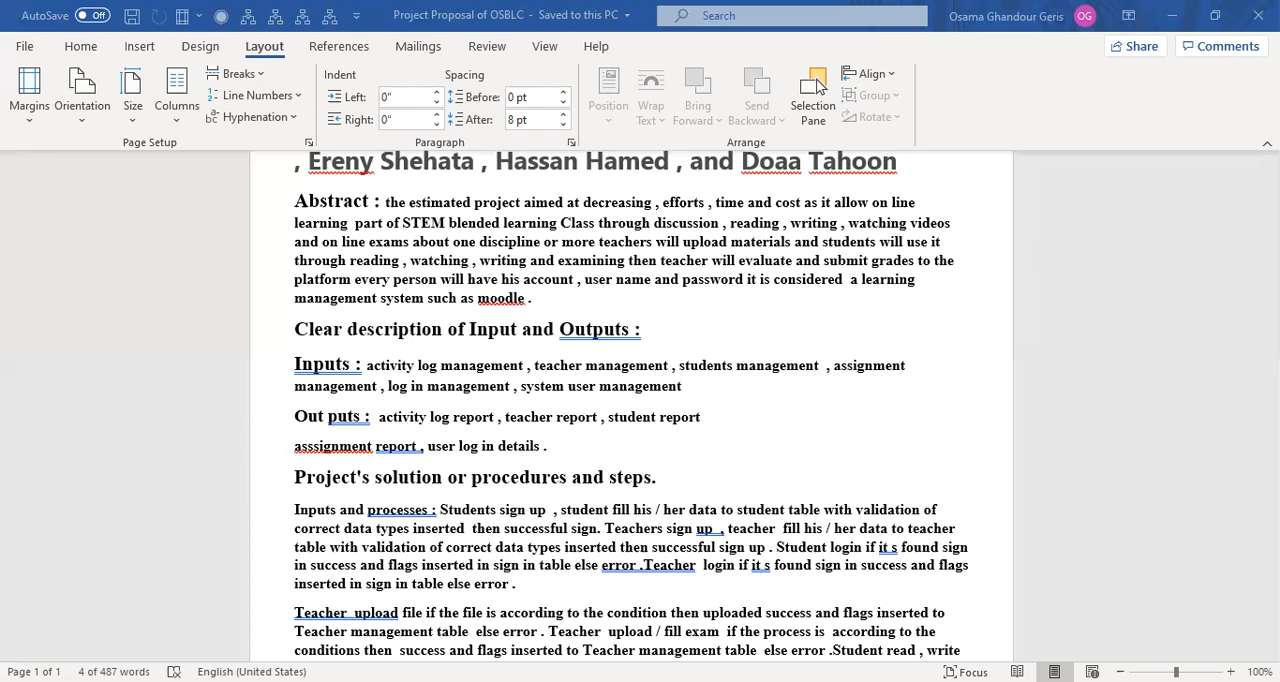 AutoSave Off Project Proposal of OSBLC - Saved to this PC Search Osama Ghandour Geris OG
File Home Insert Design Layout References Mailings Review View Help Share Comments
Margins Orientation Size Columns Breaks Line Numbers Hyphenation
Page Setup
Indent Spacing
Left: 0" Before: 0 pt
Right: 0" After: 8 pt
Paragraph
Position Wrap Text Bring Forward Send Backward Selection Pane Align Group Rotate
Arrange
, Ereny Shehata , Hassan Hamed , and Doaa Tahoon
Abstract : the estimated project aimed at decreasing , efforts , time and cost as it allow on line
learning part of STEM blended learning Class through discussion , reading , writing , watching videos
and on line exams about one discipline or more teachers will upload materials and students will use it
through reading , watching , writing and examining then teacher will evaluate and submit grades to the
platform every person will have his account , user name and password it is considered a learning
management system such as moodle .
Clear description of Input and Outputs :
Inputs : activity log management , teacher management , students management , assignment
management , log in management , system user management
Out puts : activity log report , teacher report , student report
asssignment report , user log in details .
Project's solution or procedures and steps.
Inputs and processes : Students sign up , student fill his / her data to student table with validation of
correct data types inserted then successful sign. Teachers sign up , teacher fill his / her data to teacher
table with validation of correct data types inserted then successful sign up . Student login if it s found sign
in success and flags inserted in sign in table else error .Teacher login if it s found sign in success and flags
inserted in sign in table else error .
Teacher upload file if the file is according to the condition then uploaded success and flags inserted to
Teacher management table else error . Teacher upload / fill exam if the process is according to the
conditions then success and flags inserted to Teacher management table else error .Student read , write
Page 1 of 1 4 of 487 words English (United States) Focus 100%